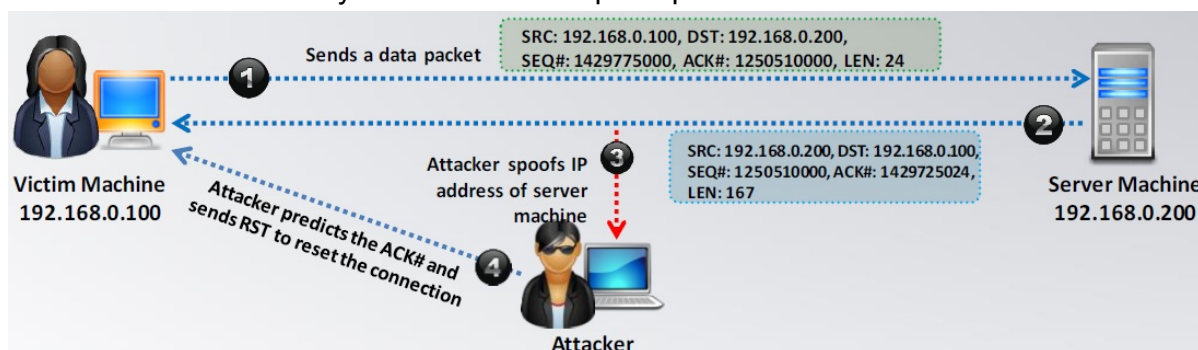 1
Sends a data packet
SRC: 192.168.0.100, DST: 192.168.0.200,
SEQ#: 1429775000, ACK#: 1250510000, LEN: 24
2
3
Attacker spoofs IP
address of server
machine
SRC: 192.168.0.200, DST: 192.168.0.100,
SEQ#: 1250510000, ACK#: 1429725024,
LEN: 167
Victim Machine
192.168.0.100
Server Machine
192.168.0.200
Attacker predicts the ACK# and
sends RST to reset the connection
4
Attacker